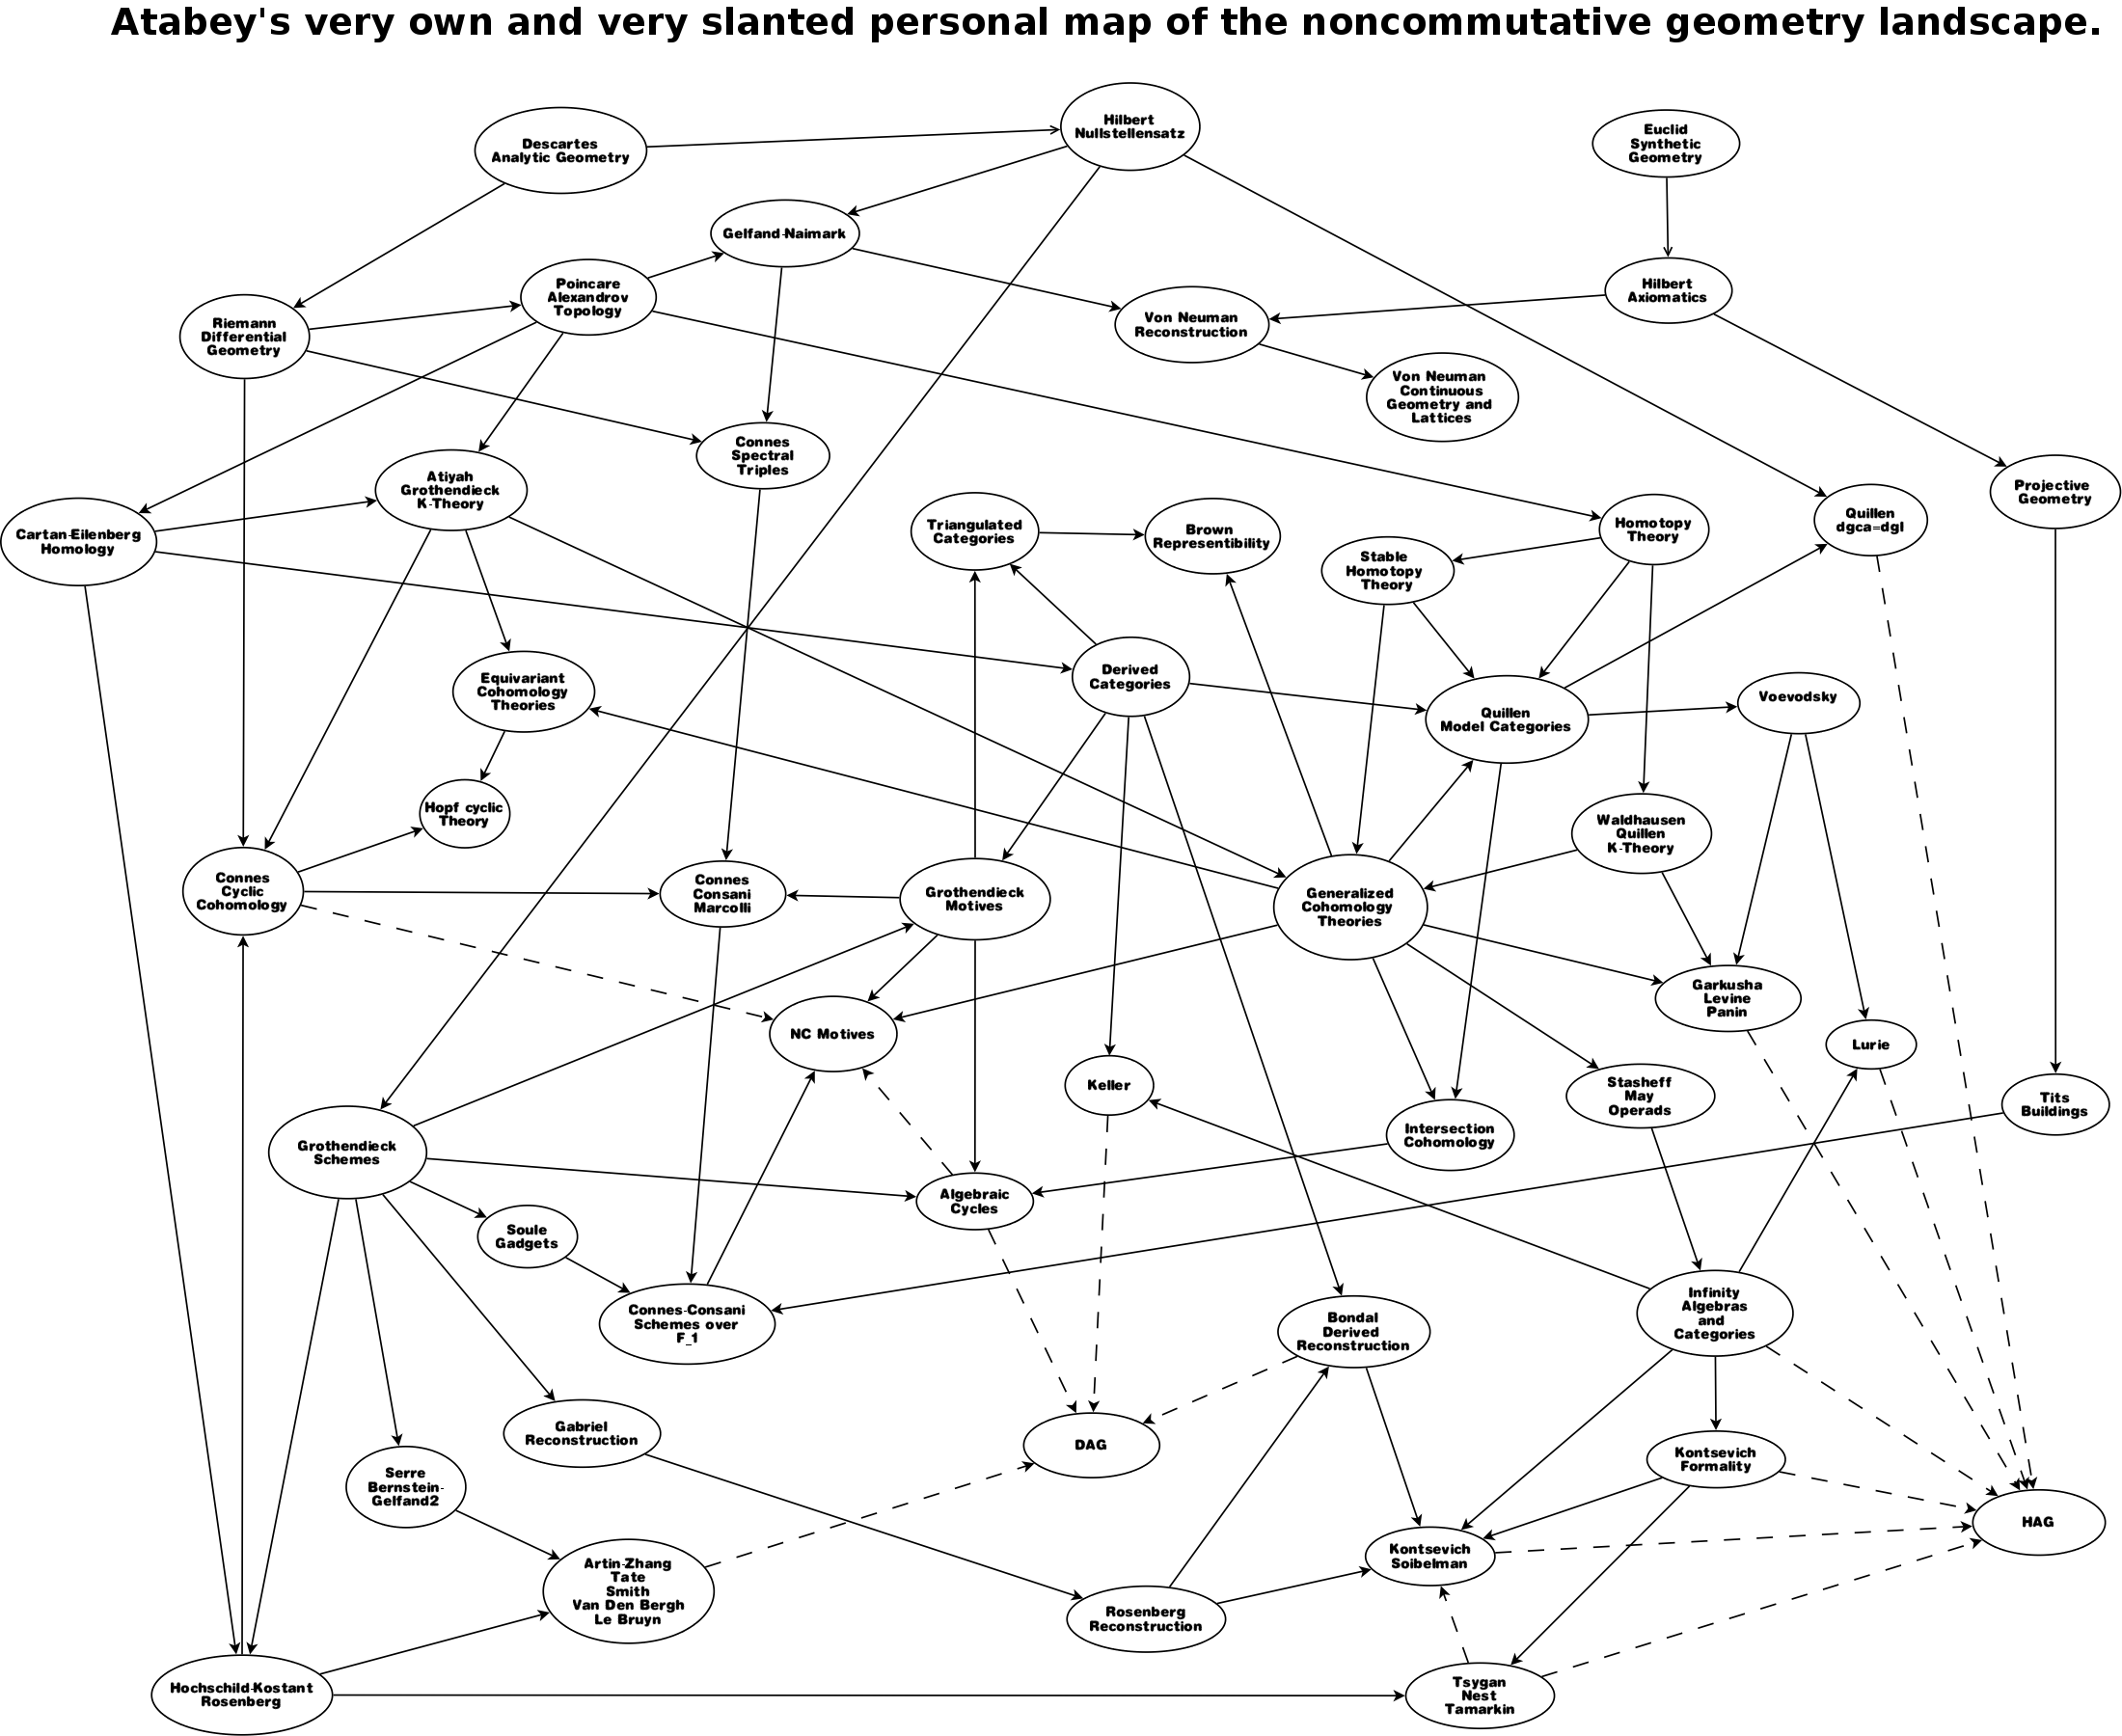 Atabey's very own and very slanted personal map of the noncommutative geometry landscape.
Hilbert
Nullstellensatz
Descartes
Analytic Geometry
Euclid
Synthetic
Geometry
Gelfand-Naimark
Poincare
Alexandrov
Topology
Hilbert
Axiomatics
Riemann
Differential
Geometry
Von Neuman
Reconstruction
Von Neuman
Continuous
Geometry and
Lattices
Connes
Spectral
Triples
Atiyah
Grothendieck
K-Theory
Projective
Geometry
Cartan-Eilenberg
Homology
Triangulated
Categories
Brown
Representibility
Homotopy
Theory
Quillen
dgca=dgl
Stable
Homotopy
Theory
Equivariant
Cohomology
Theories
Derived
Categories
Quillen
Model Categories
Voevodsky
Hopf cyclic
Theory
Waldhausen
Quillen
K-Theory
Connes
Cyclic
Cohomology
Connes
Consani
Marcolli
Grothendieck
Motives
Generalized
Cohomology
Theories
NC Motives
Garkusha
Levine
Panin
Lurie
Keller
Stasheff
May
Operads
Tits
Buildings
Intersection
Cohomology
Grothendieck
Schemes
Algebraic
Cycles
Soule
Gadgets
Connes-Consani
Schemes over
F_1
Bondal
Derived
Reconstruction
Infinity
Algebras
and
Categories
Gabriel
Reconstruction
DAG
Kontsevich
Formality
Serre
Bernstein-
Gelfand2
HAG
Kontsevich
Soibelman
Artin-Zhang
Tate
Smith
Van Den Bergh
Le Bruyn
Rosenberg
Reconstruction
Hochschild-Kostant
Rosenberg
Tsygan
Nest
Tamarkin